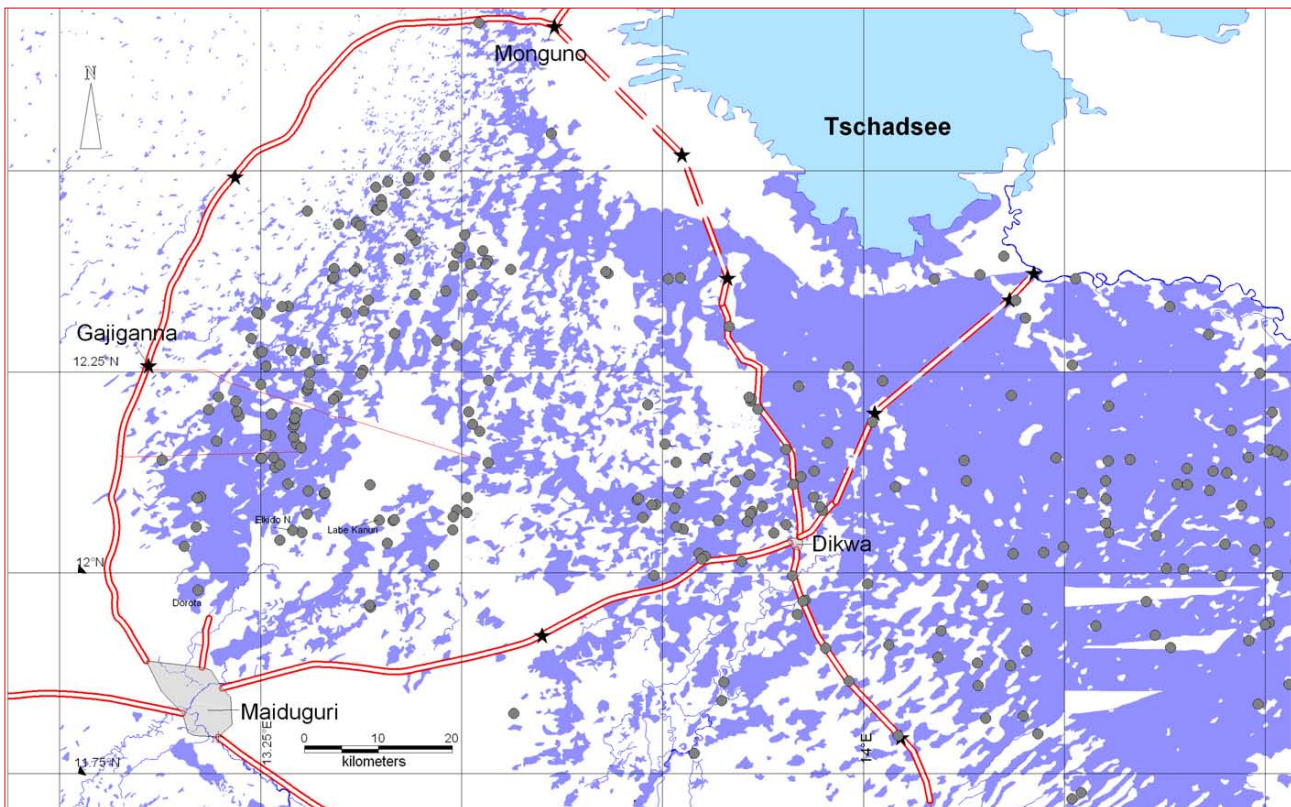 Monguno
N
Tschadsee
Gajiganna
12.25°N
Elkido N.
Labe Kanuri
Dikwa
12°N
Dorota
Maiduguri
13.25 E
14°E
0 10 20
kilometers
11.75°N